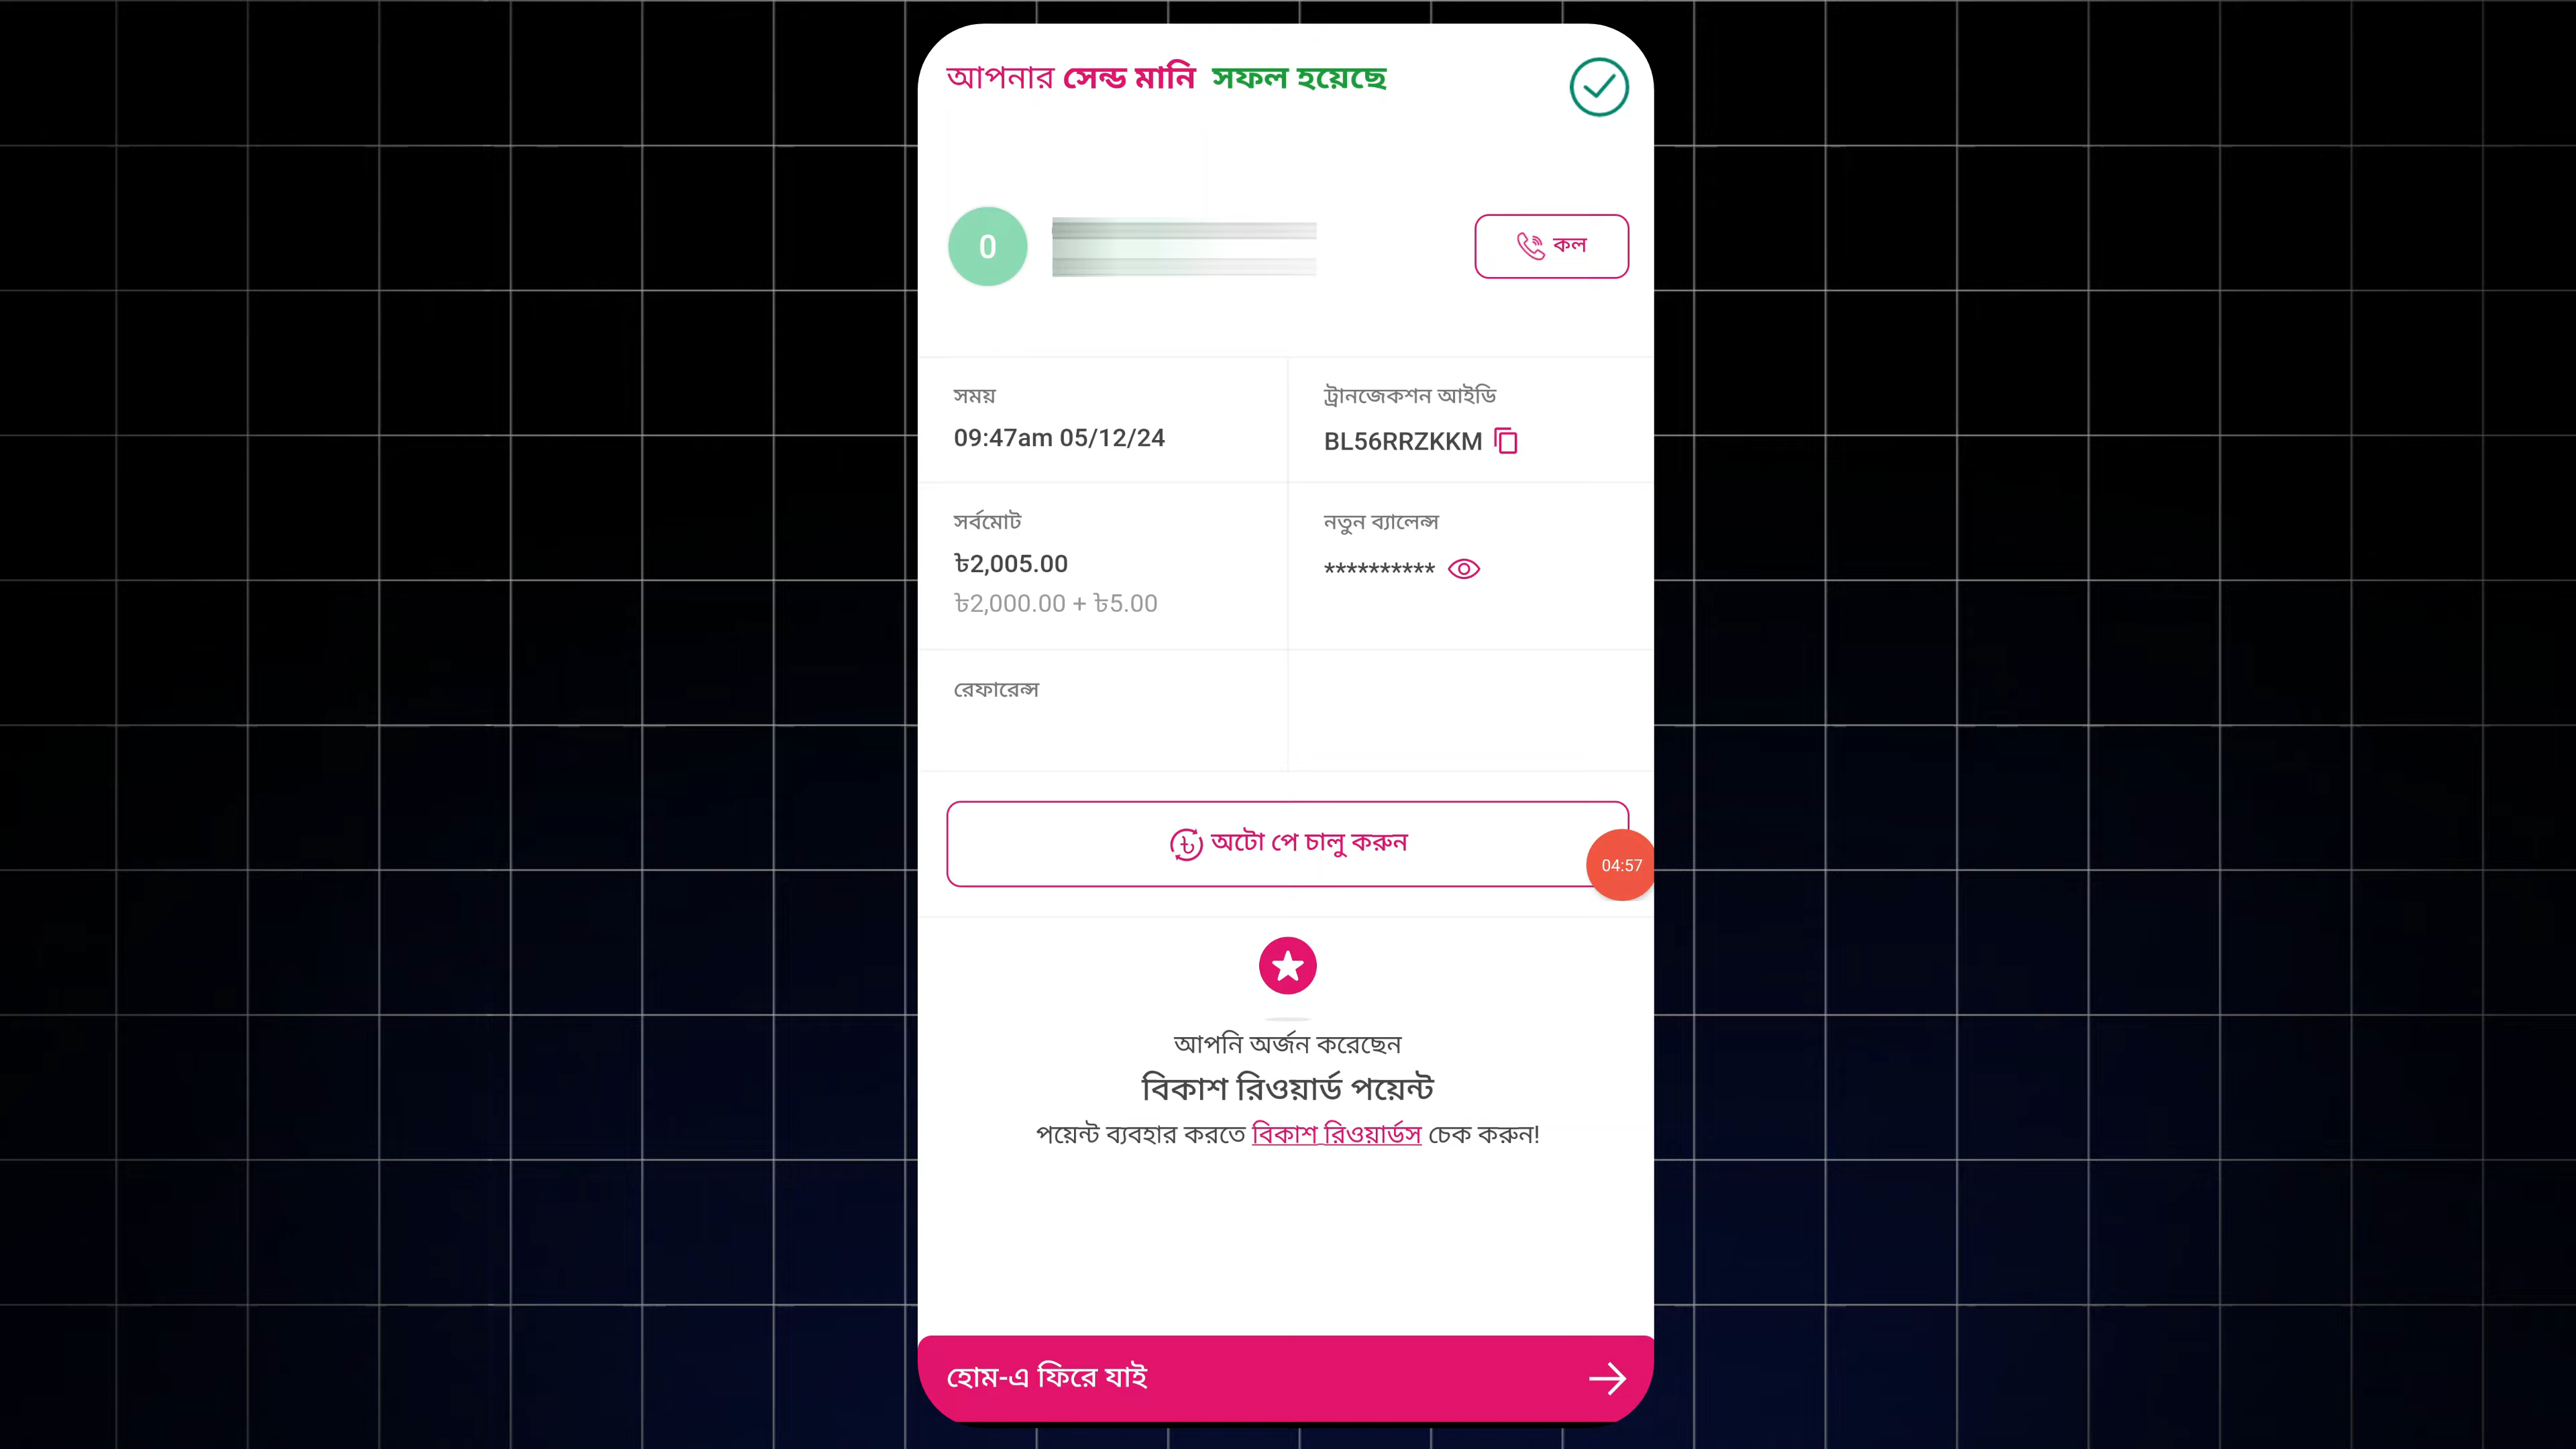 আপনার সেন্ড মানি সফল হয়েছে
0
কল
সময়
09:47am 05/12/24
ট্রানজেকশন আইডি
BL56RRZKKM
সর্বমোট
৳2,005.00
৳2,000.00 + ৳5.00
নতুন ব্যালেন্স
**********
রেফারেন্স
অটো পে চালু করুন
04:57
আপনি অর্জন করেছেন
বিকাশ রিওয়ার্ড পয়েন্ট
পয়েন্ট ব্যবহার করতে বিকাশ রিওয়ার্ডস চেক করুন!
হোম-এ ফিরে যাই